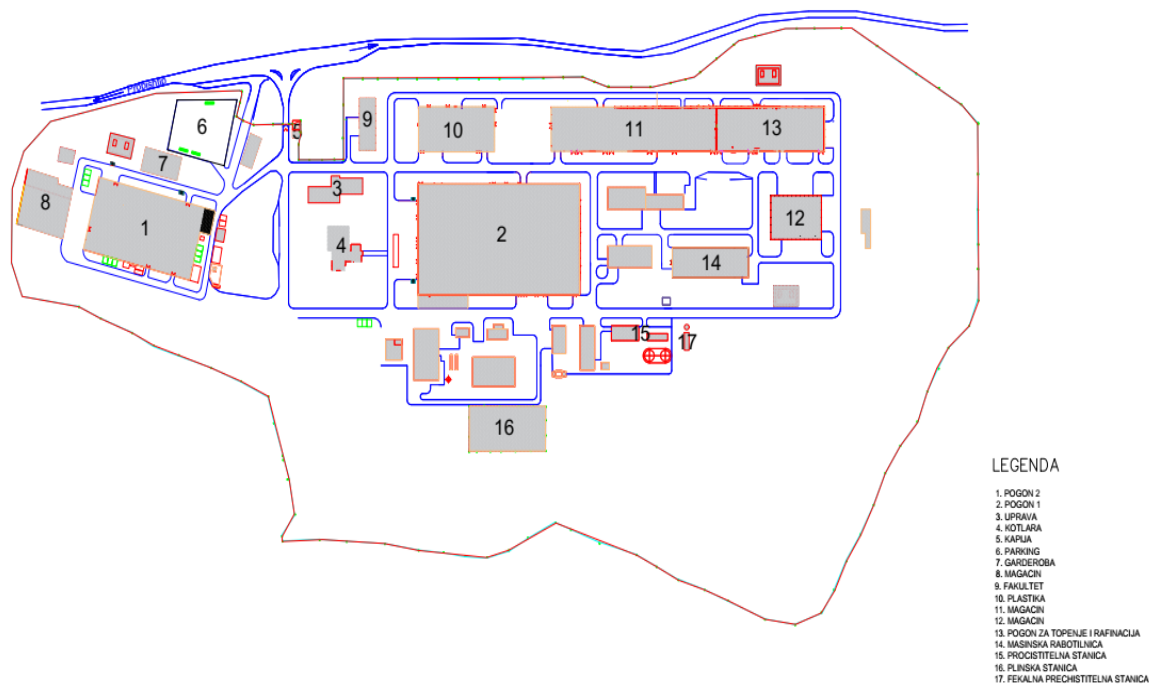 6
5
9
10
11
13
7
3
8
1
4
2
12
14
15
17
16
LEGENDA
1. POGON 2
2. POGON 1
3. UPRAVA
4. KOTLARA
5. KAPIJA
6. PARKING
7. GARDEROBA
8. MAGACIN
9. FAKULTET
10. PLASTIKA
11. MAGACIN
12. MAGACIN
13. POGON ZA TOPENJE I RAFINACIJA
14. MASINSKA RABOTILNICA
15. PROCISTITELNA STANICA
16. PLINSKA STANICA
17. FEKALNA PRECHISTITELNA STANICA